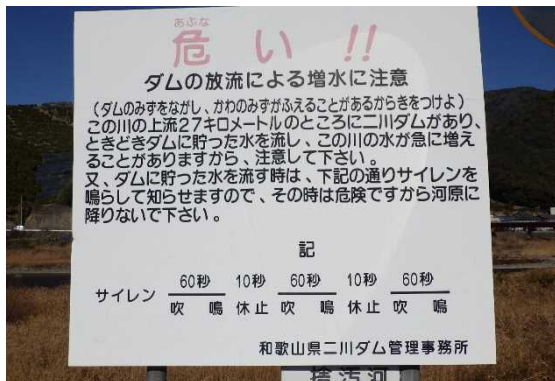 あぶな
危い!!
ダムの放流による増水に注意
(ダムのみずをながし、かわのみずがふえることがあるからきをつけよ)
この川の上流27キロメートルのところに二川ダムがあり、
ときどきダムに貯った水を流し、この川の水が急に増え
ることがありますから、注意して下さい。
又、ダムに貯った水を流す時は、下記の通りサイレンを
鳴らして知らせますので、その時は危険ですから河原に
降りないで下さい。
記
60秒 10秒 60秒 10秒 60秒
サイレン
吹鳴 休止 吹鳴 休止 吹鳴
和歌山県二川ダム管理事務所
捨汚河